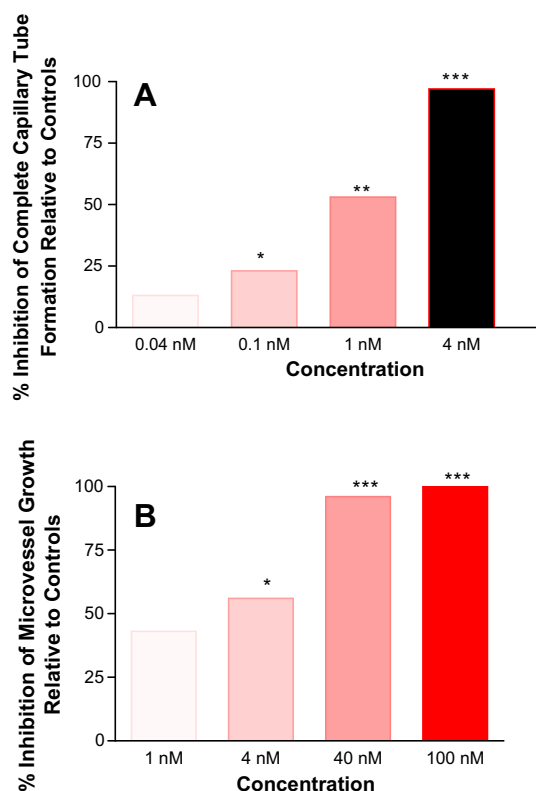 % Inhibition of Complete Capillary Tube
Formation Relative to Controls
A
100
75
50
25
0
*
**
***
0.04 nM 0.1 nM 1 nM 4 nM
Concentration
% Inhibition of Microvessel Growth
Relative to Controls
B
100
75
50
25
0
*
***
***
1 nM 4 nM 40 nM 100 nM
Concentration